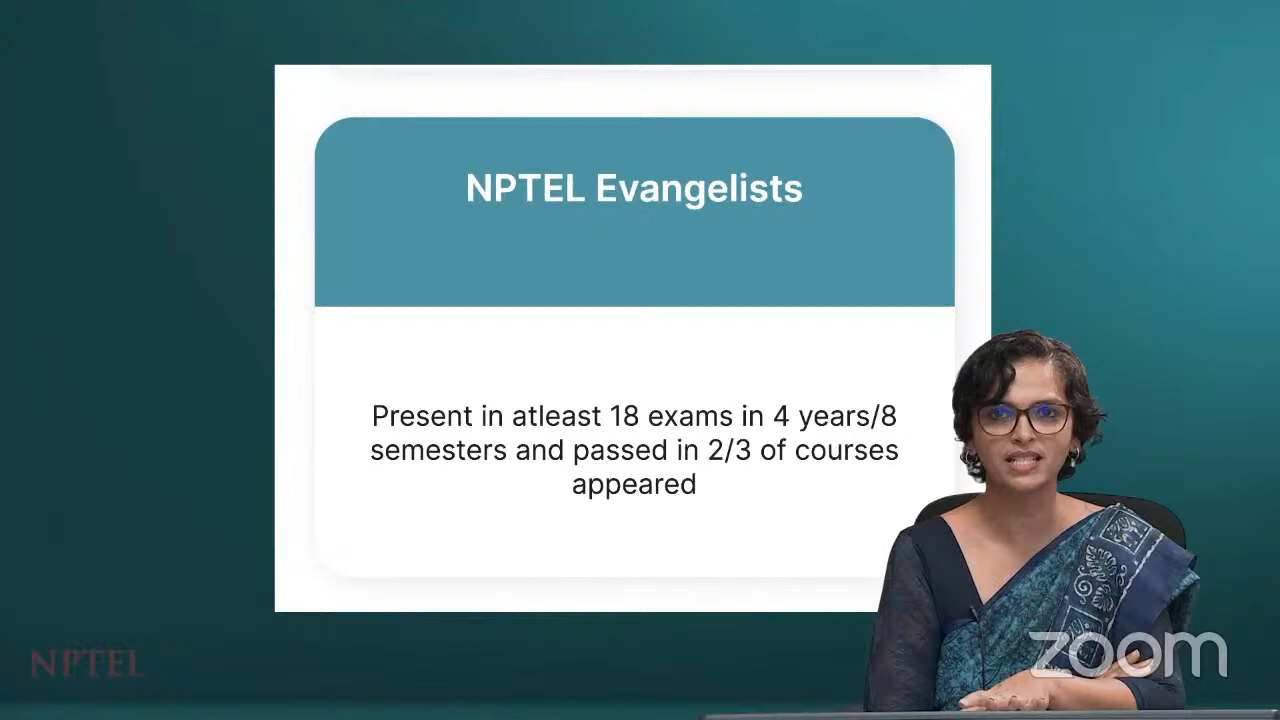 NPTEL Evangelists
Present in atleast 18 exams in 4 years/8
semesters and passed in 2/3 of courses
appeared
NPTEL
zoom